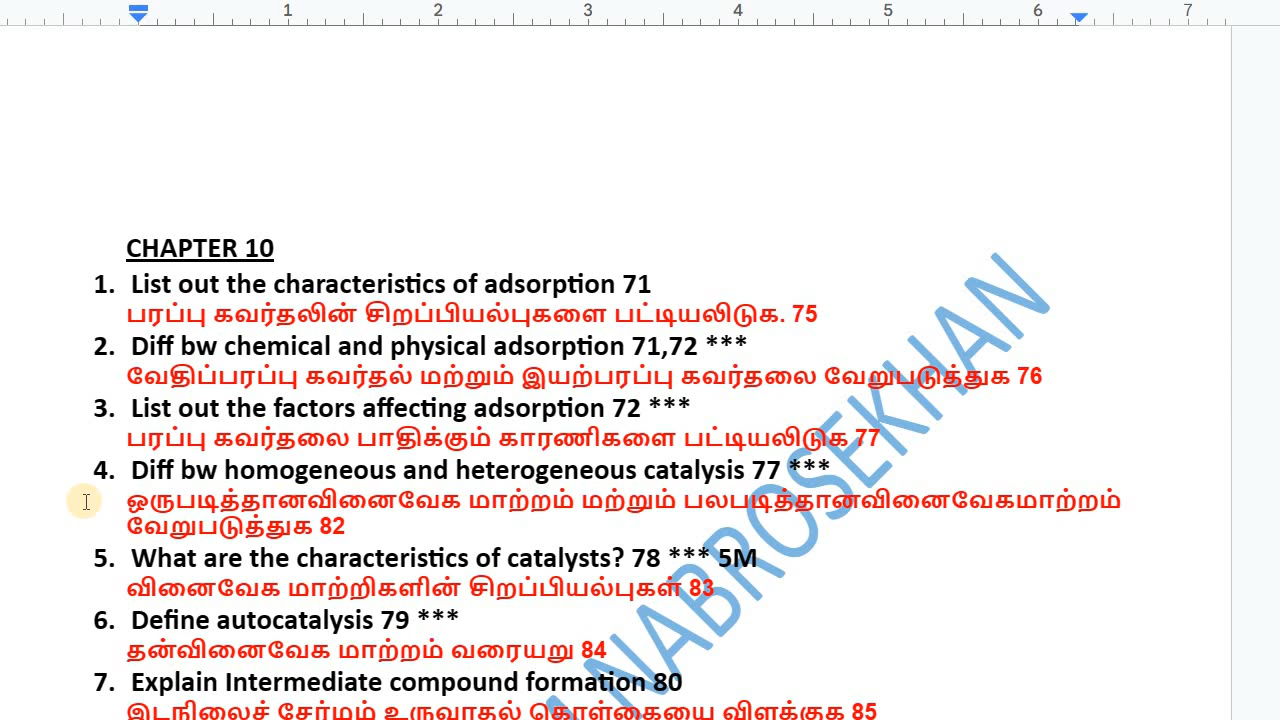 1 2 3 4 5 6 7
CHAPTER 10
1. List out the characteristics of adsorption 71
பரப்பு கவர்தலின் சிறப்பியல்புகளை பட்டியலிடுக. 75
2. Diff bw chemical and physical adsorption 71,72 ***
வேதிப்பரப்பு கவர்தல் மற்றும் இயற்பரப்பு கவர்தலை வேறுபடுத்துக 76
3. List out the factors affecting adsorption 72 ***
பரப்பு கவர்தலை பாதிக்கும் காரணிகளை பட்டியலிடுக 77
4. Diff bw homogeneous and heterogeneous catalysis 77 ***
ஒருபடித்தானவினைவேக மாற்றம் மற்றும் பலபடித்தானவினைவேகமாற்றம்
வேறுபடுத்துக 82
5. What are the characteristics of catalysts? 78 *** 5M
வினைவேக மாற்றிகளின் சிறப்பியல்புகள் 83
6. Define autocatalysis 79 ***
தன்வினைவேக மாற்றம் வரையறு 84
7. Explain Intermediate compound formation 80
இடநிலைச் சேர்மம் உருவாதல் கொள்கையை விளக்குக 85
NABROSEKHAN